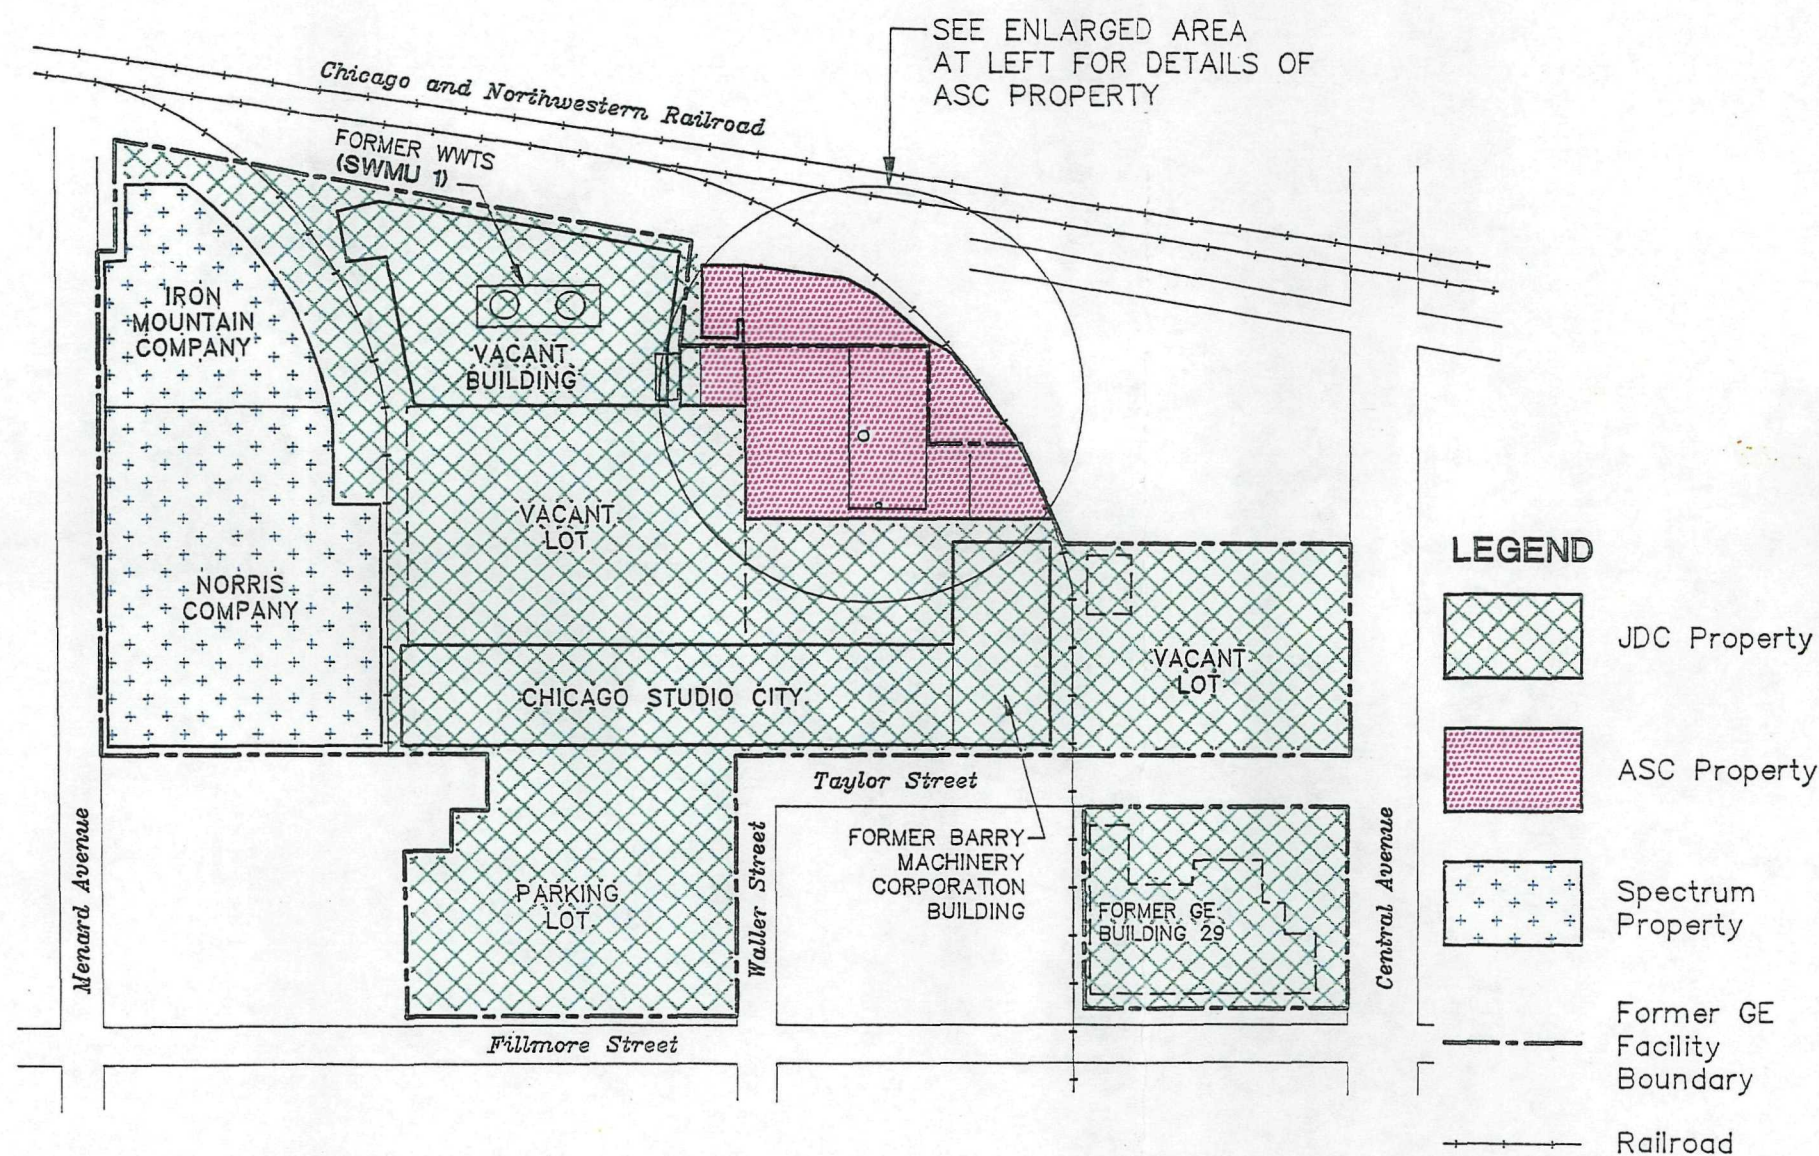 SEE ENLARGED AREA
AT LEFT FOR DETAILS OF
ASC PROPERTY
Chicago and Northwestern Railroad
FORMER WWTS
(SWMU 1)
IRON
MOUNTAIN
COMPANY
VACANT
BUILDING
VACANT
LOT
NORRIS
COMPANY
CHICAGO STUDIO CITY
VACANT
LOT
Taylor Street
FORMER BARRY
MACHINERY
CORPORATION
BUILDING
PARKING
LOT
FORMER GE
BUILDING 29
Menard Avenue
Waller Street
Central Avenue
Fillmore Street
LEGEND
JDC Property
ASC Property
Spectrum
Property
Former GE
Facility
Boundary
Railroad